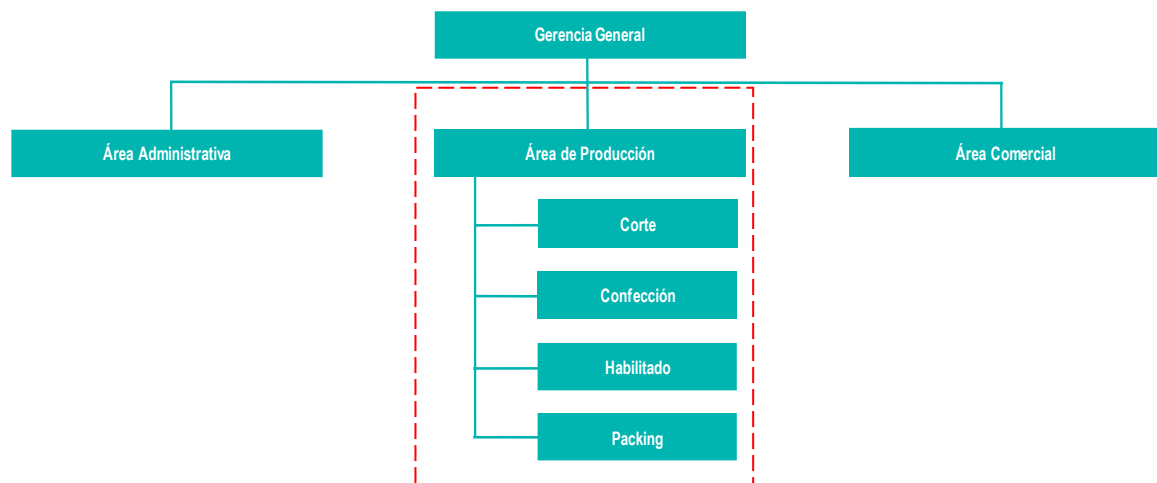 Gerencia General
Área Administrativa
Área de Producción
Área Comercial
Corte
Confección
Habilitado
Packing